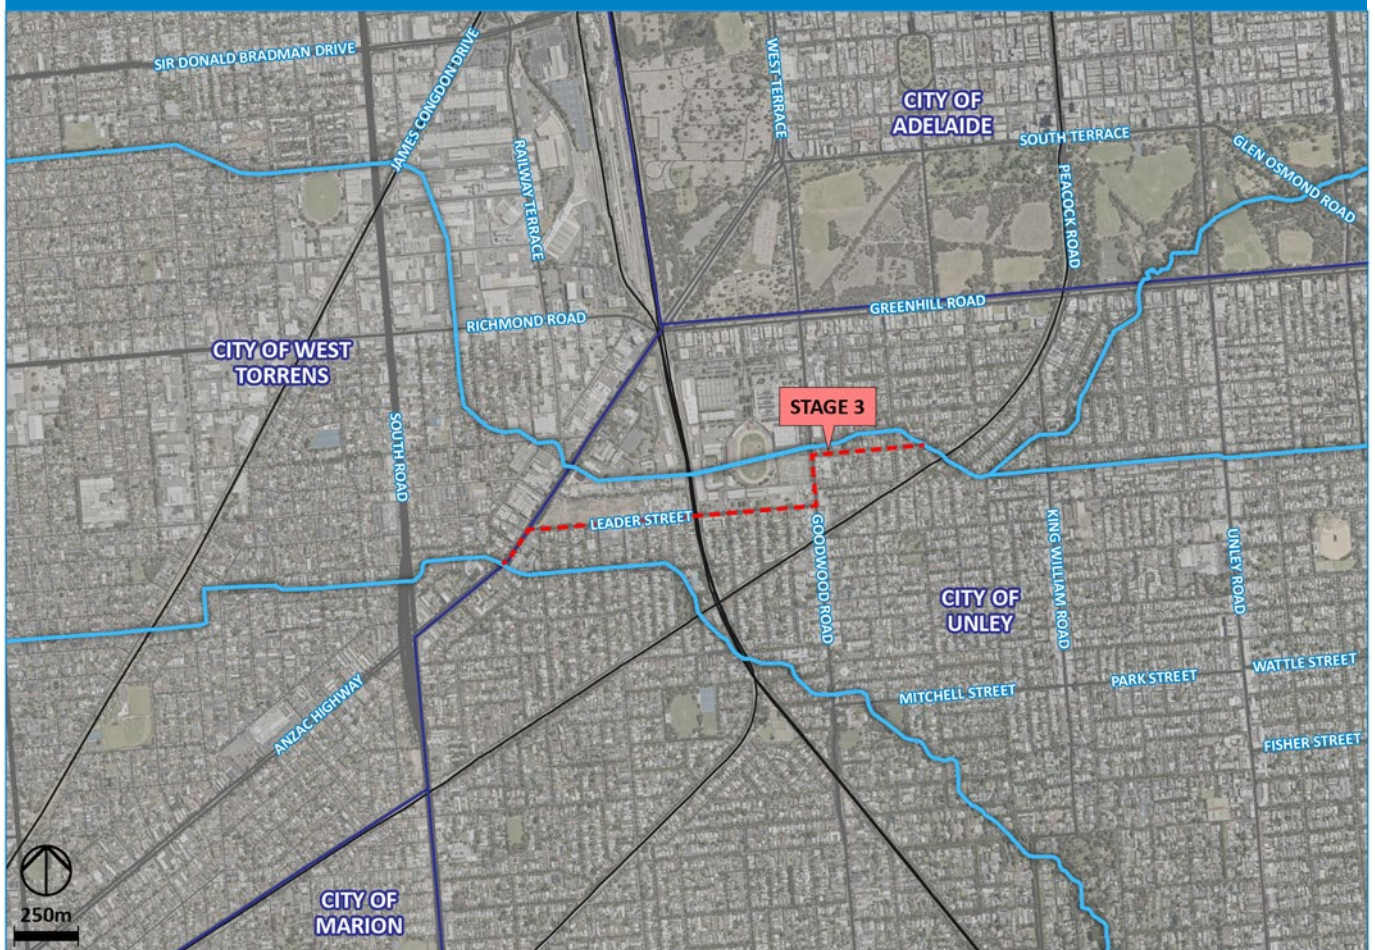 SIR DONALD BRADMAN DRIVE
JAMES CONGDON DRIVE
WEST TERRACE
CITY OF
ADELAIDE
SOUTH TERRACE
GLEN OSMOND ROAD
RAILWAY TERRACE
PEACOCK ROAD
GREENHILL ROAD
RICHMOND ROAD
CITY OF WEST
TORRENS
STAGE 3
SOUTH ROAD
LEADER STREET
GOODWOOD ROAD
KING WILLIAM ROAD
UNLEY ROAD
CITY OF
UNLEY
WATTLE STREET
PARK STREET
MITCHELL STREET
ANZAC HIGHWAY
FISHER STREET
CITY OF
MARION
250m